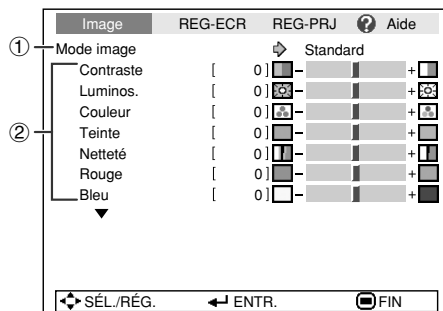 Image REG-ECR REG-PRJ ? Aide
① Mode image Standard
② Contraste [ 0 ] − +
Luminos. [ 0 ] − +
Couleur [ 0 ] − +
Teinte [ 0 ] − +
Netteté [ 0 ] − +
Rouge [ 0 ] − +
Bleu [ 0 ] − +
SÉL./RÉG. ENTR. FIN